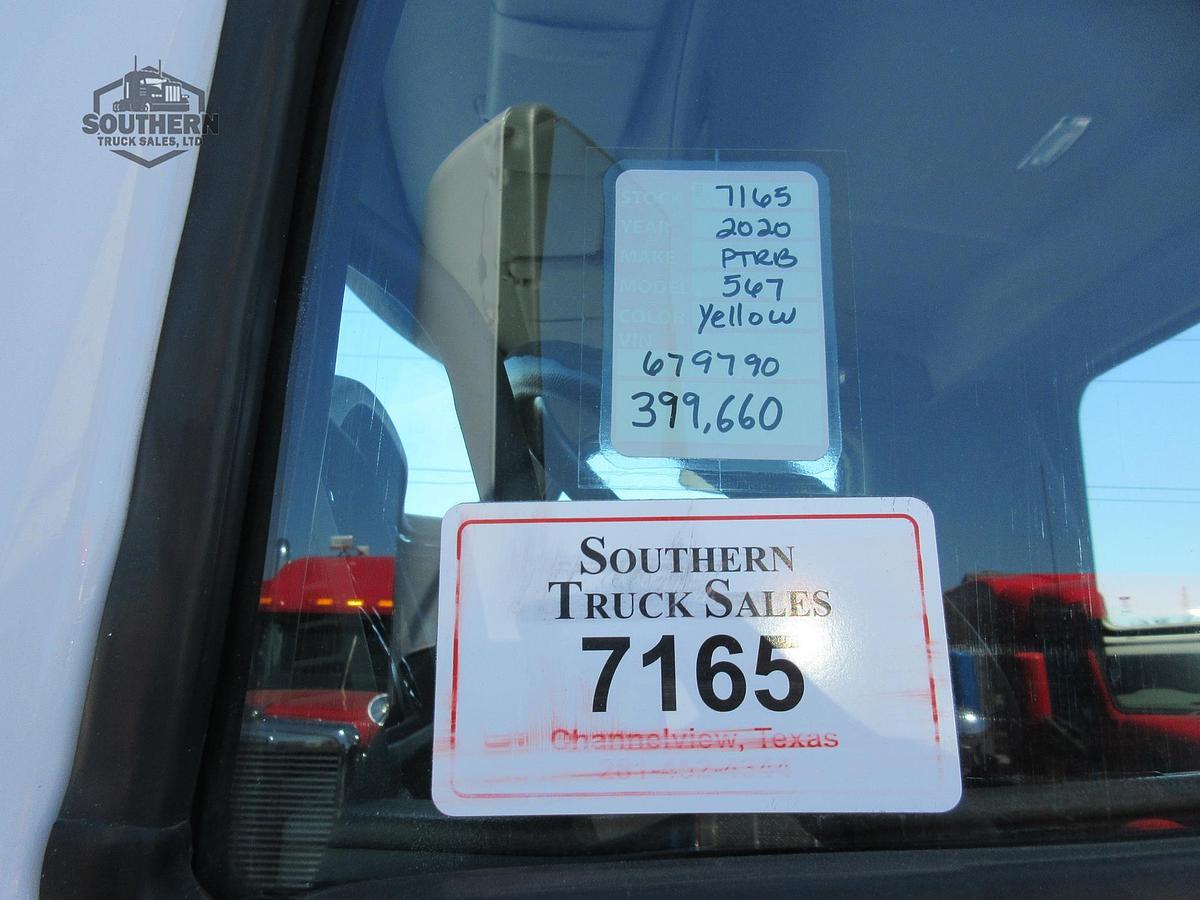 SOUTHERN
TRUCK SALES, LTD
STOCK 7165
YEAR 2020
MAKE PTRB
MODEL 567
COLOR Yellow
VIN
679790
399,660
SOUTHERN
TRUCK SALES
7165
Channelview, Texas